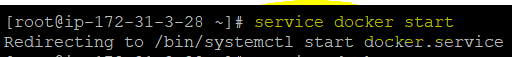 [root@ip-172-31-3-28 ~]# service docker start
Redirecting to /bin/systemctl start docker.service